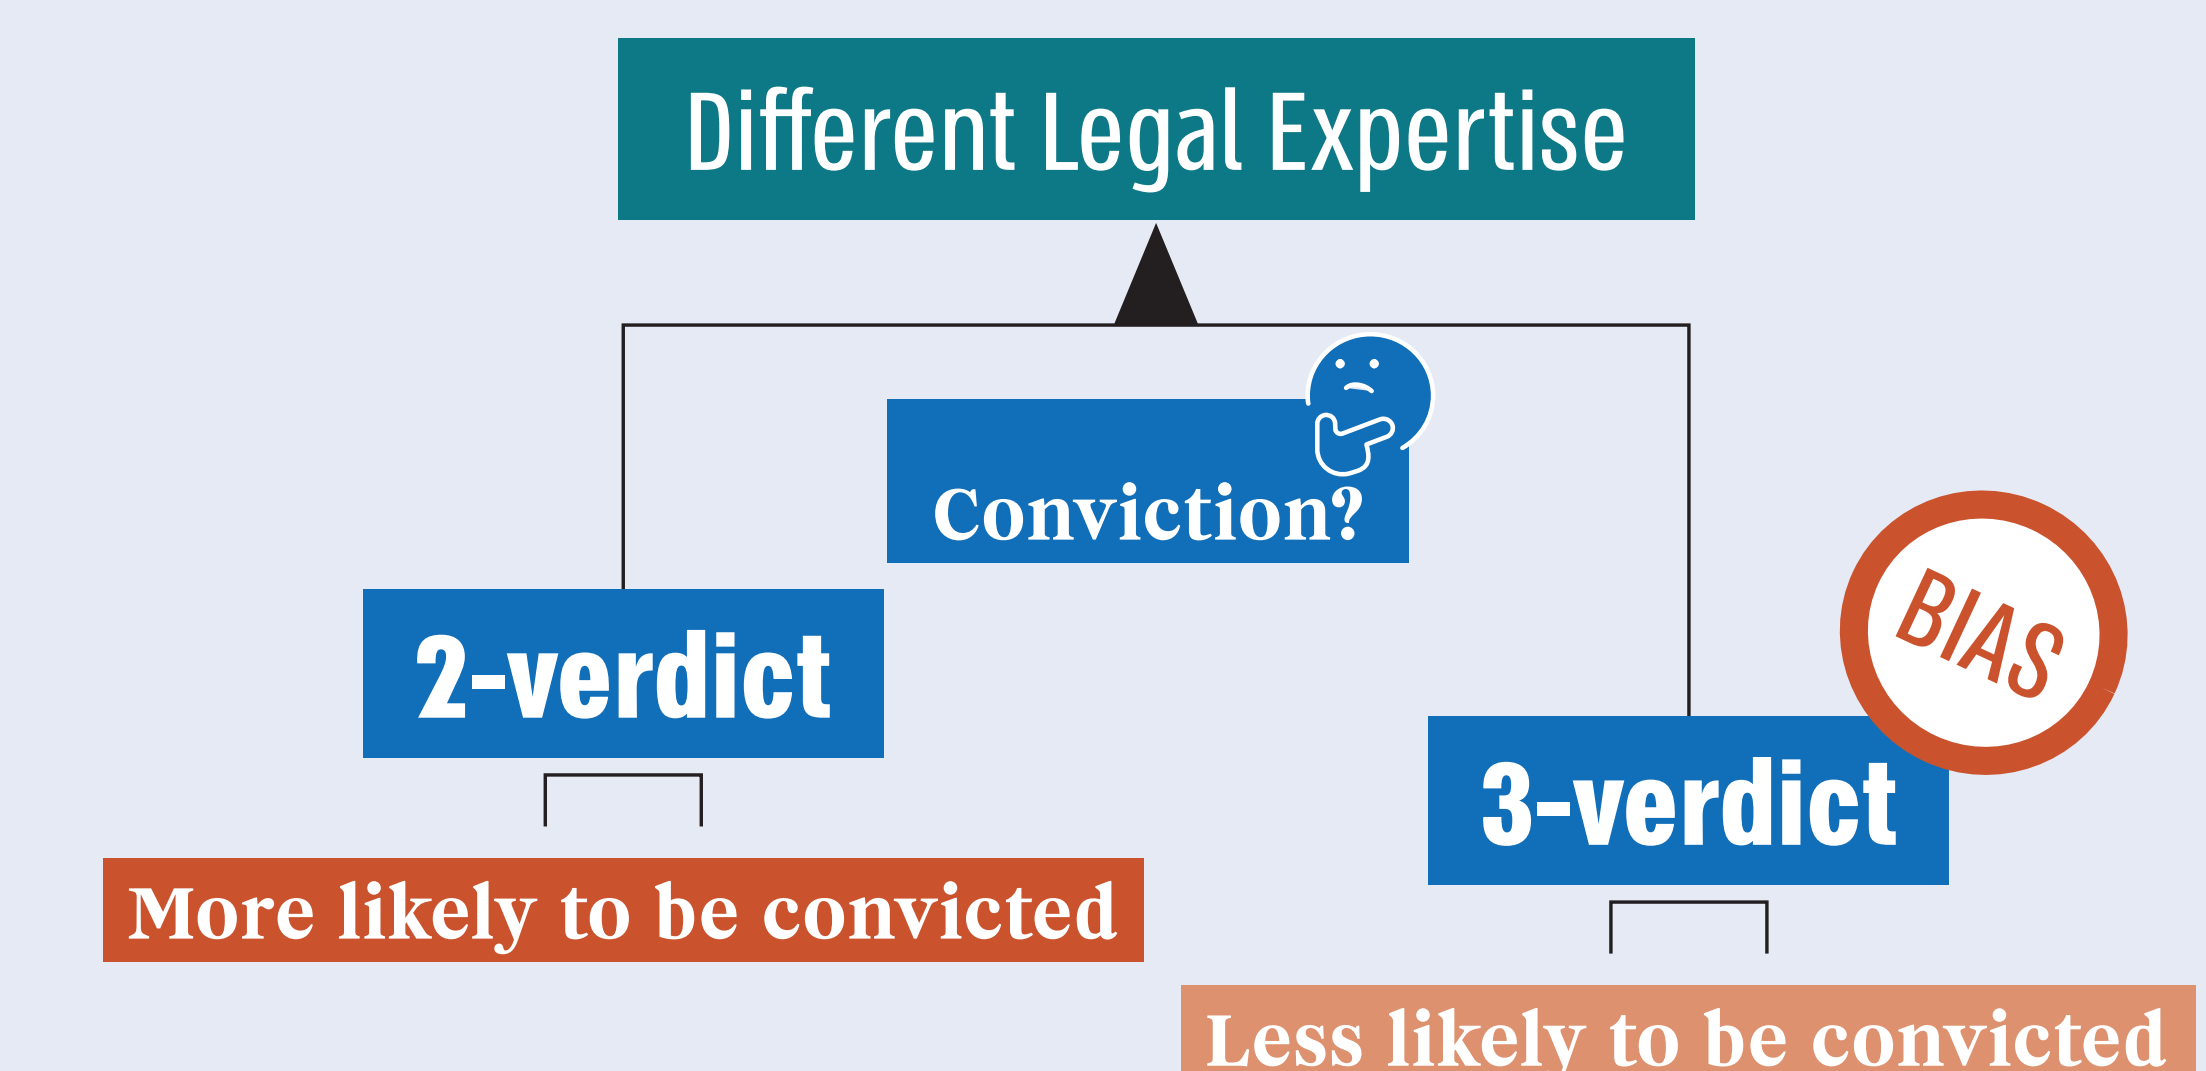 Different Legal Expertise
Conviction?
2-verdict
More likely to be convicted
BIAS
3-verdict
Less likely to be convicted